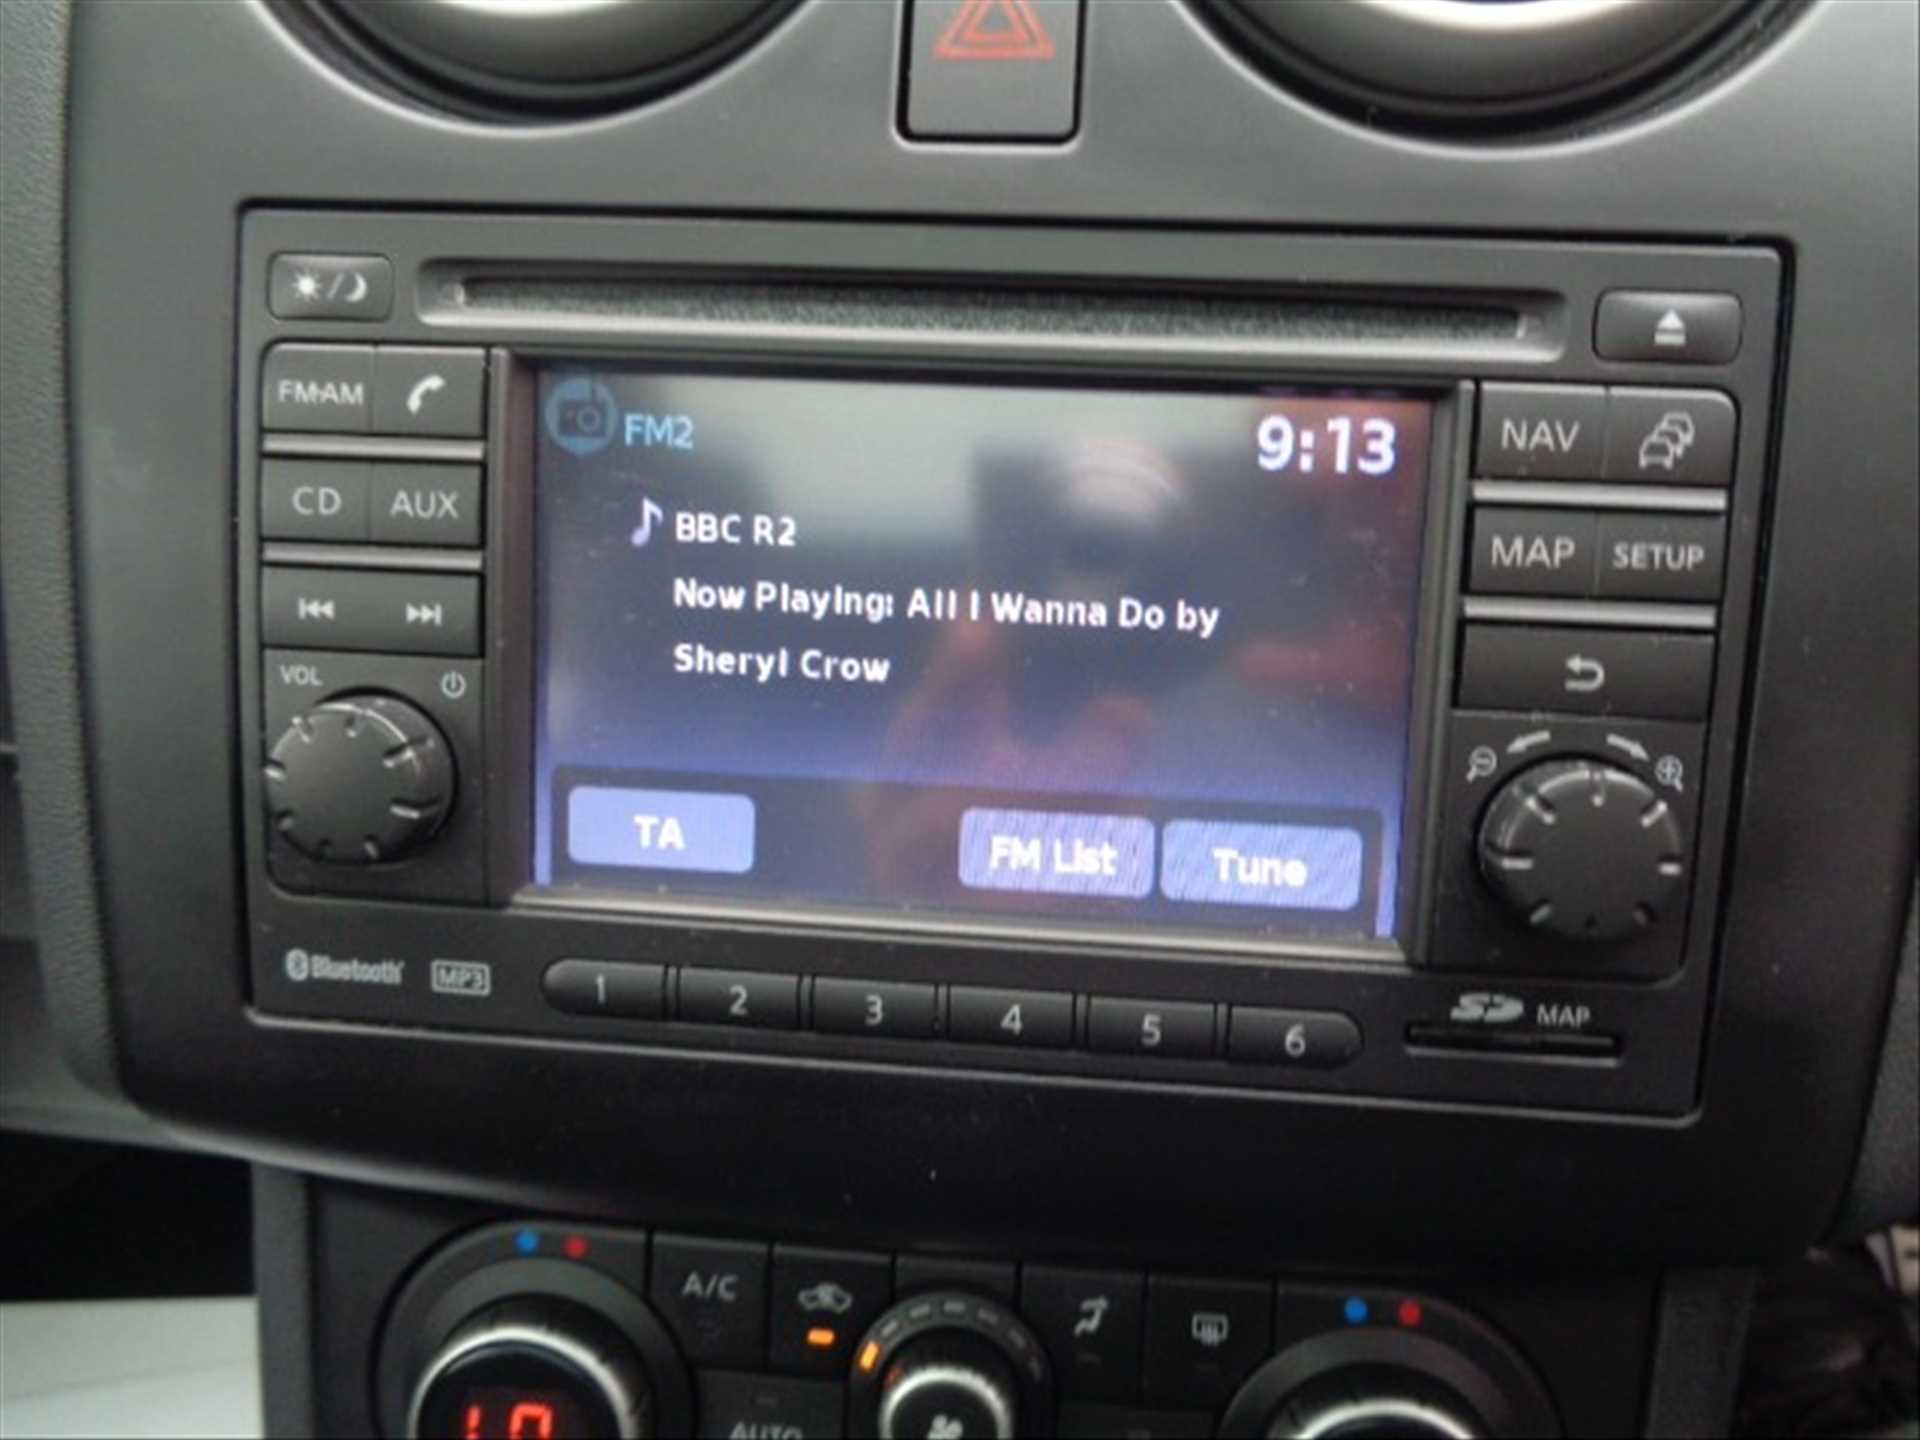 FM·AM
CD AUX
VOL
FM2 9:13
BBC R2
Now Playing: All I Wanna Do by
Sheryl Crow
TA FM List Tune
NAV
MAP SETUP
Bluetooth MP3
1 2 3 4 5 6
SD MAP
A/C
AUTO